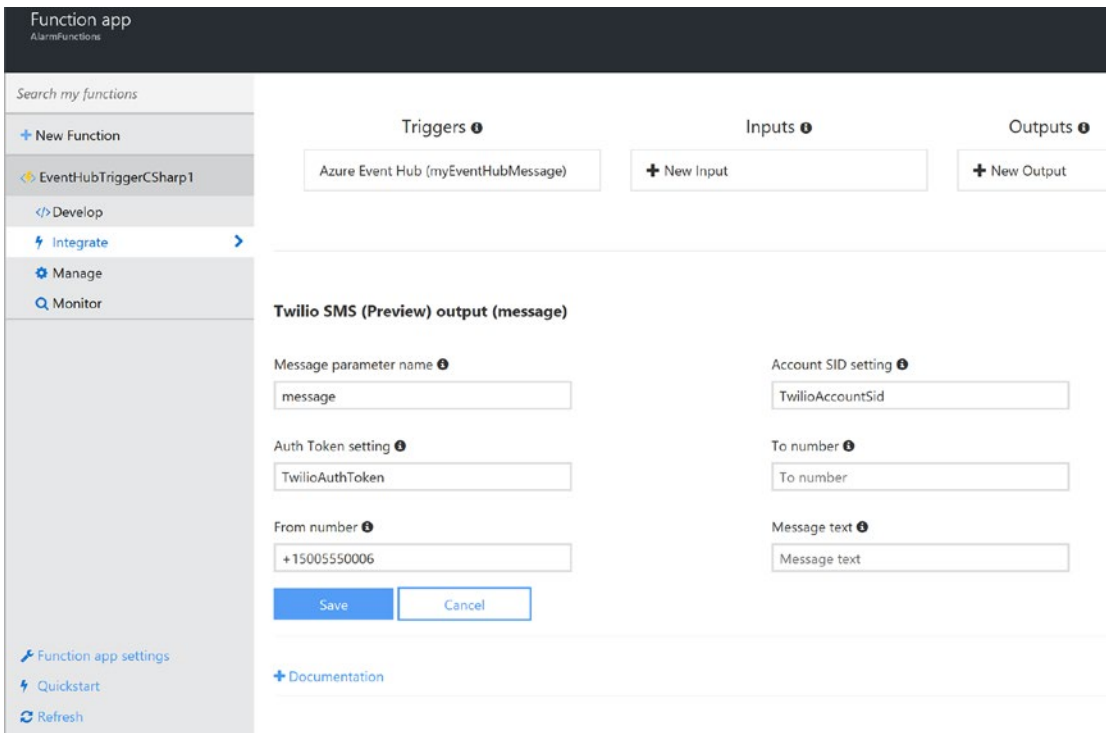 Function app
AlarmFunctions
Search my functions
+ New Function
EventHubTriggerCSharp1
</> Develop
Integrate
Manage
Monitor
Function app settings
Quickstart
Refresh
Triggers
Inputs
Outputs
Azure Event Hub (myEventHubMessage)
+ New Input
+ New Output
Twilio SMS (Preview) output (message)
Message parameter name
message
Account SID setting
TwilioAccountSid
Auth Token setting
TwilioAuthToken
To number
To number
From number
+15005550006
Message text
Message text
Save
Cancel
+ Documentation